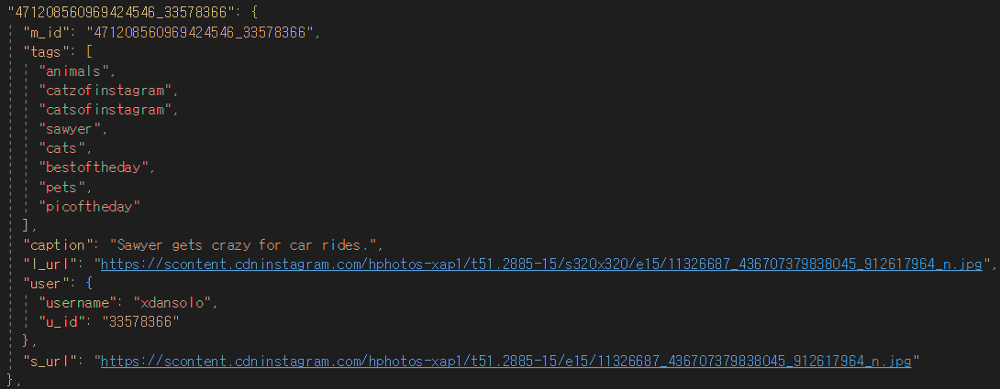 "471208560969424546_33578366": {
"m_id": "471208560969424546_33578366",
"tags": [
"animals",
"catzofinstagram",
"catsofinstagram",
"sawyer",
"cats",
"bestoftheday",
"pets",
"picoftheday"
],
"caption": "Sawyer gets crazy for car rides.",
"l_url": "https://scontent.cdninstagram.com/hphotos-xap1/t51.2885-15/s320x320/e15/11326687_436707379838045_912617964_n.jpg",
"user": {
"username": "xdansolo",
"u_id": "33578366"
},
"s_url": "https://scontent.cdninstagram.com/hphotos-xap1/t51.2885-15/e15/11326687_436707379838045_912617964_n.jpg"
},